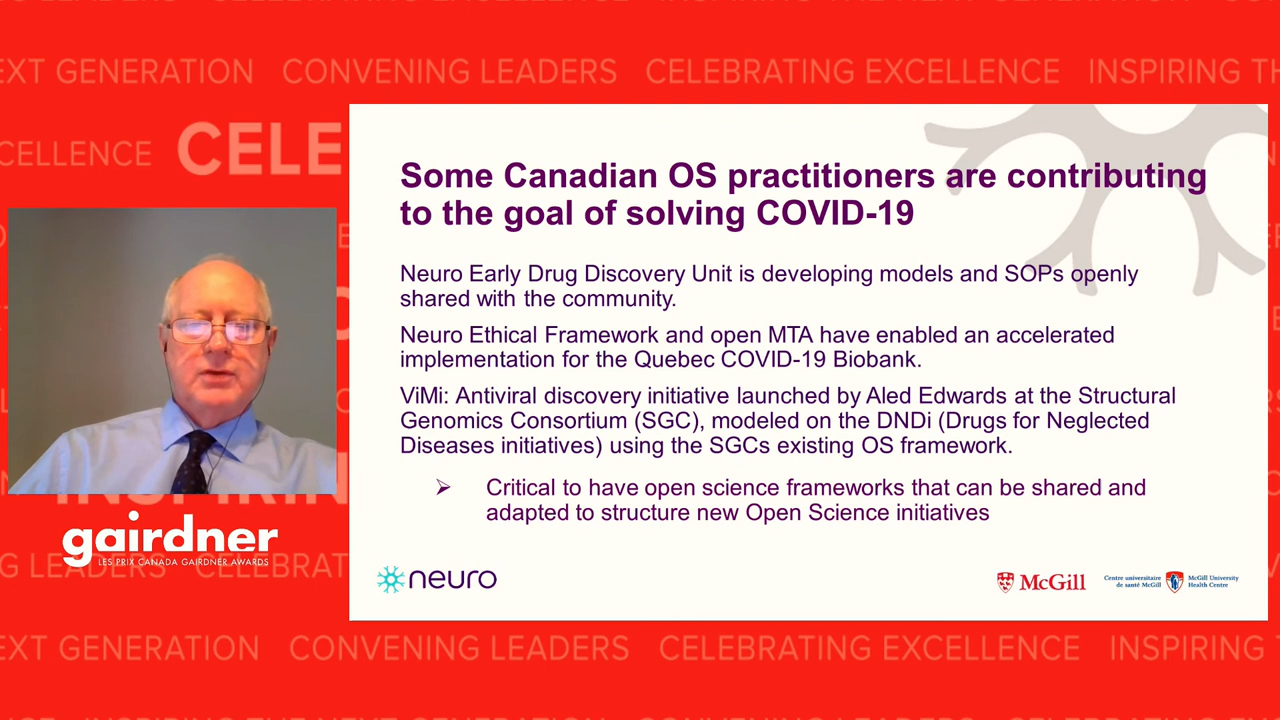 EXT GENERATION CONVENING LEADERS CELEBRATING EXCELLENCE INSPIRING TH
CELLENCE CELE
Some Canadian OS practitioners are contributing
to the goal of solving COVID-19
Neuro Early Drug Discovery Unit is developing models and SOPs openly
shared with the community.
Neuro Ethical Framework and open MTA have enabled an accelerated
implementation for the Quebec COVID-19 Biobank.
ViMi: Antiviral discovery initiative launched by Aled Edwards at the Structural
Genomics Consortium (SGC), modeled on the DNDi (Drugs for Neglected
Diseases initiatives) using the SGCs existing OS framework.
➢ Critical to have open science frameworks that can be shared and
adapted to structure new Open Science initiatives
gairdner
LES PRIX CANADA GAIRDNER AWARDS
G LEADERS CELEBRAT
neuro
McGill
Centre universitaire
de santé McGill
McGill University
Health Centre
EXT GENERATION CONVENING LEADERS CELEBRATING EXCELLENCE INSPIRING